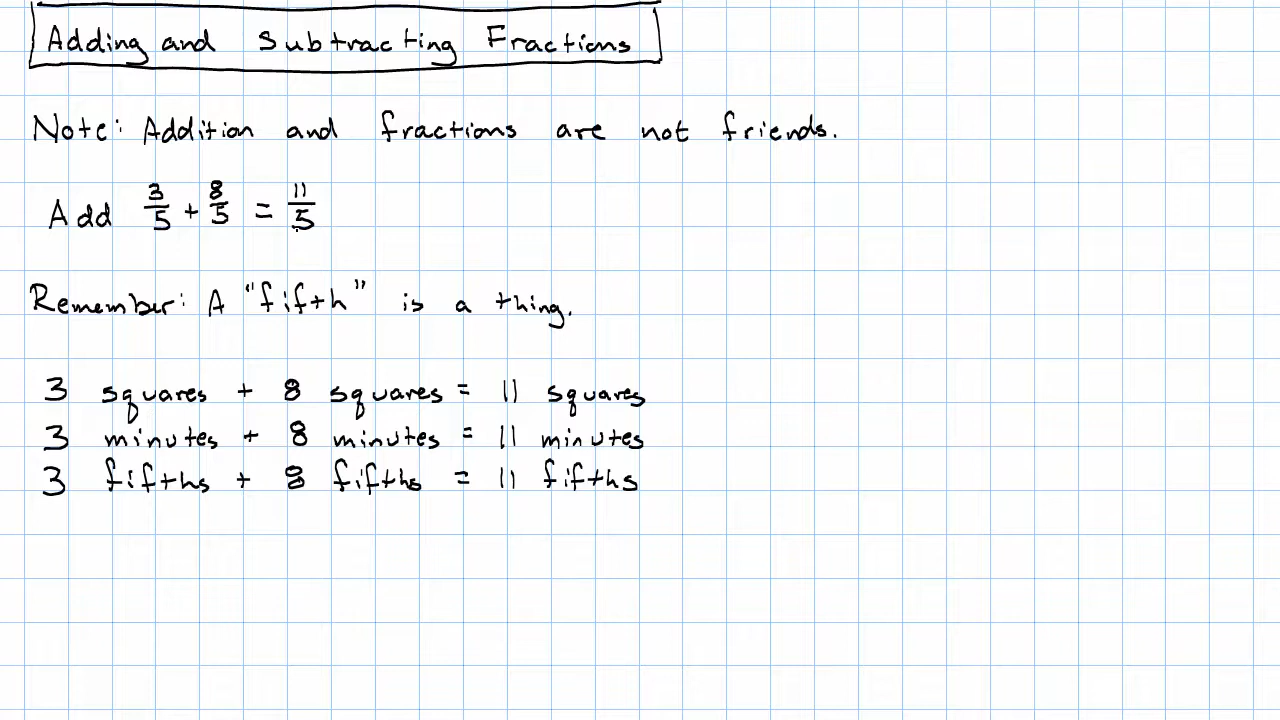 Adding and Subtracting Fractions
Note: Addition and fractions are not friends.
Add 3/5 + 8/5 = 11/5
Remember: A "fifth" is a thing.
3 squares + 8 squares = 11 squares
3 minutes + 8 minutes = 11 minutes
3 fifths + 8 fifths = 11 fifths